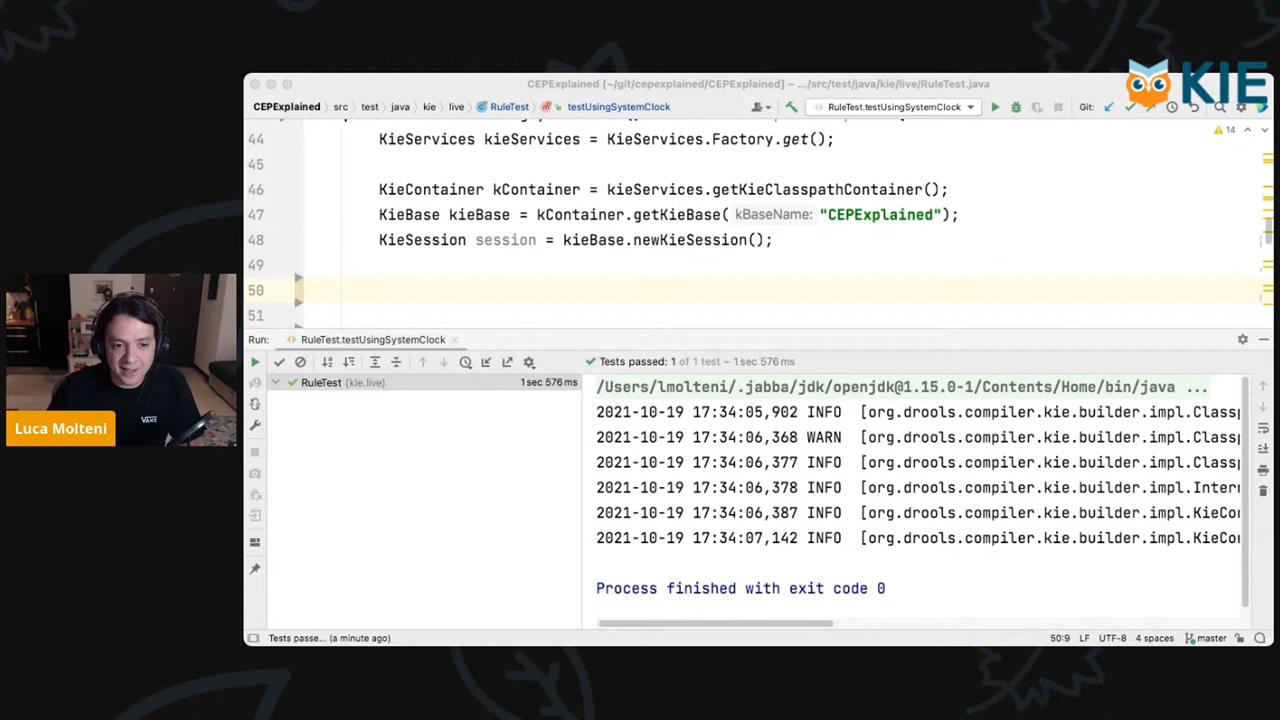 KIE
CEPExplained [~/git/cepexplained/CEPExplained] – .../src/test/java/kie/live/RuleTest.java
CEPExplained src test java kie live RuleTest testUsingSystemClock RuleTest.testUsingSystemClock Git:
14
44 KieServices kieServices = KieServices.Factory.get();
45
46 KieContainer kContainer = kieServices.getKieClasspathContainer();
47 KieBase kieBase = kContainer.getKieBase( kBaseName: "CEPExplained");
48 KieSession session = kieBase.newKieSession();
49
50
51
Run: RuleTest.testUsingSystemClock
Tests passed: 1 of 1 test – 1 sec 576 ms
RuleTest (kie.live) 1 sec 576 ms
/Users/lmolteni/.jabba/jdk/openjdk@1.15.0-1/Contents/Home/bin/java ...
2021-10-19 17:34:05,902 INFO [org.drools.compiler.kie.builder.impl.Classp
2021-10-19 17:34:06,368 WARN [org.drools.compiler.kie.builder.impl.Classp
2021-10-19 17:34:06,377 INFO [org.drools.compiler.kie.builder.impl.Classp
2021-10-19 17:34:06,378 INFO [org.drools.compiler.kie.builder.impl.Intern
2021-10-19 17:34:06,387 INFO [org.drools.compiler.kie.builder.impl.KieCon
2021-10-19 17:34:07,142 INFO [org.drools.compiler.kie.builder.impl.KieCon
Process finished with exit code 0
Tests passe... (a minute ago) 50:9 LF UTF-8 4 spaces master
VANS
Luca Molteni